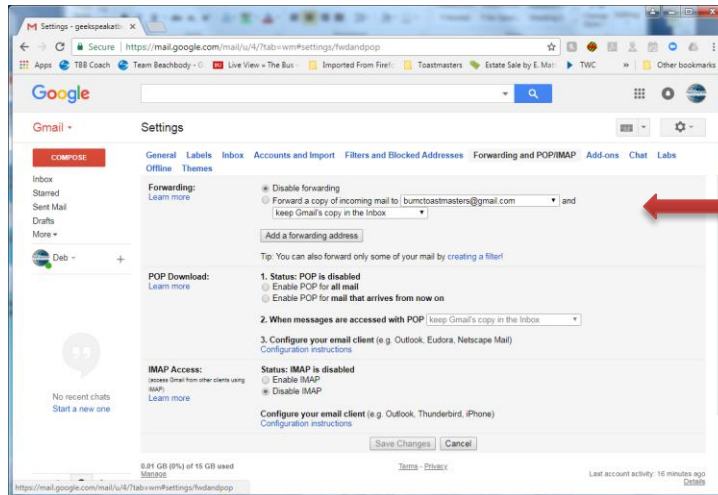 Settings - geekspeakati
Secure | https://mail.google.com/mail/u/4/?tab=wm#settings/fwdandpop
Apps TBB Coach Team Beachbody - G Live View » The Bus - Imported From Firef Toastmasters Estate Sale by E. Mat TWC » Other bookmarks
Google
Gmail Settings
COMPOSE
General Labels Inbox Accounts and Import Filters and Blocked Addresses Forwarding and POP/IMAP Add-ons Chat Labs
Offline Themes
Inbox
Starred
Sent Mail
Drafts
More
Deb
+
No recent chats
Start a new one
Forwarding:
Learn more
Disable forwarding
Forward a copy of incoming mail to bumctoastmasters@gmail.com and
keep Gmail's copy in the Inbox
Add a forwarding address
Tip: You can also forward only some of your mail by creating a filter!
POP Download:
Learn more
1. Status: POP is disabled
Enable POP for all mail
Enable POP for mail that arrives from now on
2. When messages are accessed with POP keep Gmail's copy in the Inbox
3. Configure your email client (e.g. Outlook, Eudora, Netscape Mail)
Configuration instructions
IMAP Access:
(access Gmail from other clients using
IMAP)
Learn more
Status: IMAP is disabled
Enable IMAP
Disable IMAP
Configure your email client (e.g. Outlook, Thunderbird, iPhone)
Configuration instructions
Save Changes Cancel
0.01 GB (0%) of 15 GB used
Manage
Terms - Privacy
Last account activity: 16 minutes ago
Details
https://mail.google.com/mail/u/4/?tab=wm#settings/fwdandpop